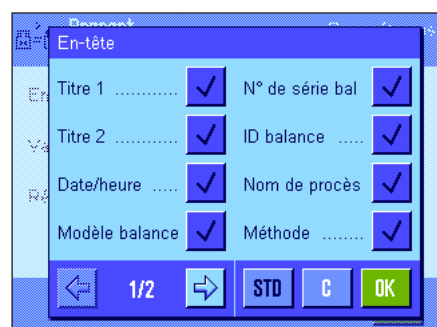 En-tête
Titre 1 ............
N° de série bal
Titre 2 ............
ID balance .....
Date/heure .....
Nom de procès
Modèle balance
Méthode ........
1/2
STD
C
OK